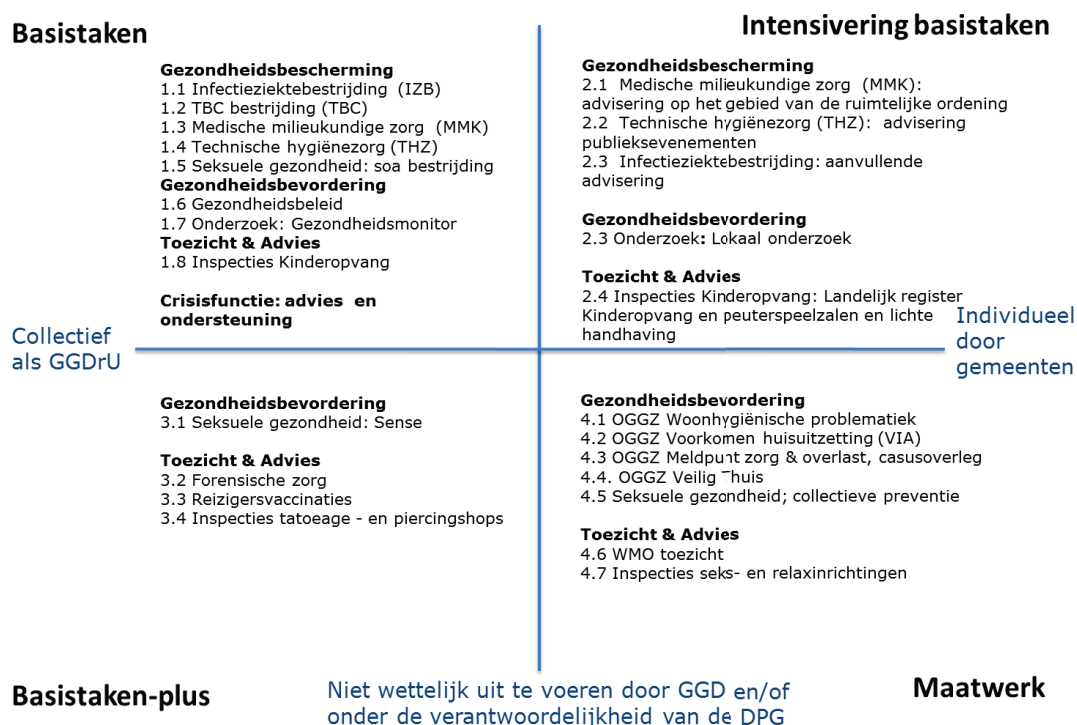 Basistaken
Gezondheidsbescherming
1.1 Infectieziektebestrijding (IZB)
1.2 TBC bestrijding (TBC)
1.3 Medische milieukundige zorg (MMK)
1.4 Technische hygiënezorg (THZ)
1.5 Seksuele gezondheid: soa bestrijding
Gezondheidsbevordering
1.6 Gezondheidsbeleid
1.7 Onderzoek: Gezondheidsmonitor
Toezicht & Advies
1.8 Inspecties Kinderopvang
Crisisfunctie: advies en
ondersteuning
Intensivering basistaken
Gezondheidsbescherming
2.1 Medische milieukundige zorg (MMK):
advisering op het gebied van de ruimtelijke ordening
2.2 Technische hygiënezorg (THZ): advisering
publieksevenementen
2.3 Infectieziektebestrijding: aanvullende
advisering
Gezondheidsbevordering
2.3 Onderzoek: Lokaal onderzoek
Toezicht & Advies
2.4 Inspecties Kinderopvang: Landelijk register
Kinderopvang en peuterspeelzalen en lichte
handhaving
Collectief
als GGDrU
Individueel
door
gemeenten
Gezondheidsbevordering
3.1 Seksuele gezondheid: Sense
Toezicht & Advies
3.2 Forensische zorg
3.3 Reizigersvaccinaties
3.4 Inspecties tatoeage - en piercingshops
Gezondheidsbevordering
4.1 OGGZ Woonhygiënische problematiek
4.2 OGGZ Voorkomen huisuitzetting (VIA)
4.3 OGGZ Meldpunt zorg & overlast, casusoverleg
4.4. OGGZ Veilig Thuis
4.5 Seksuele gezondheid; collectieve preventie
Toezicht & Advies
4.6 WMO toezicht
4.7 Inspecties seks- en relaxinrichtingen
Basistaken-plus
Niet wettelijk uit te voeren door GGD en/of
onder de verantwoordelijkheid van de DPG
Maatwerk